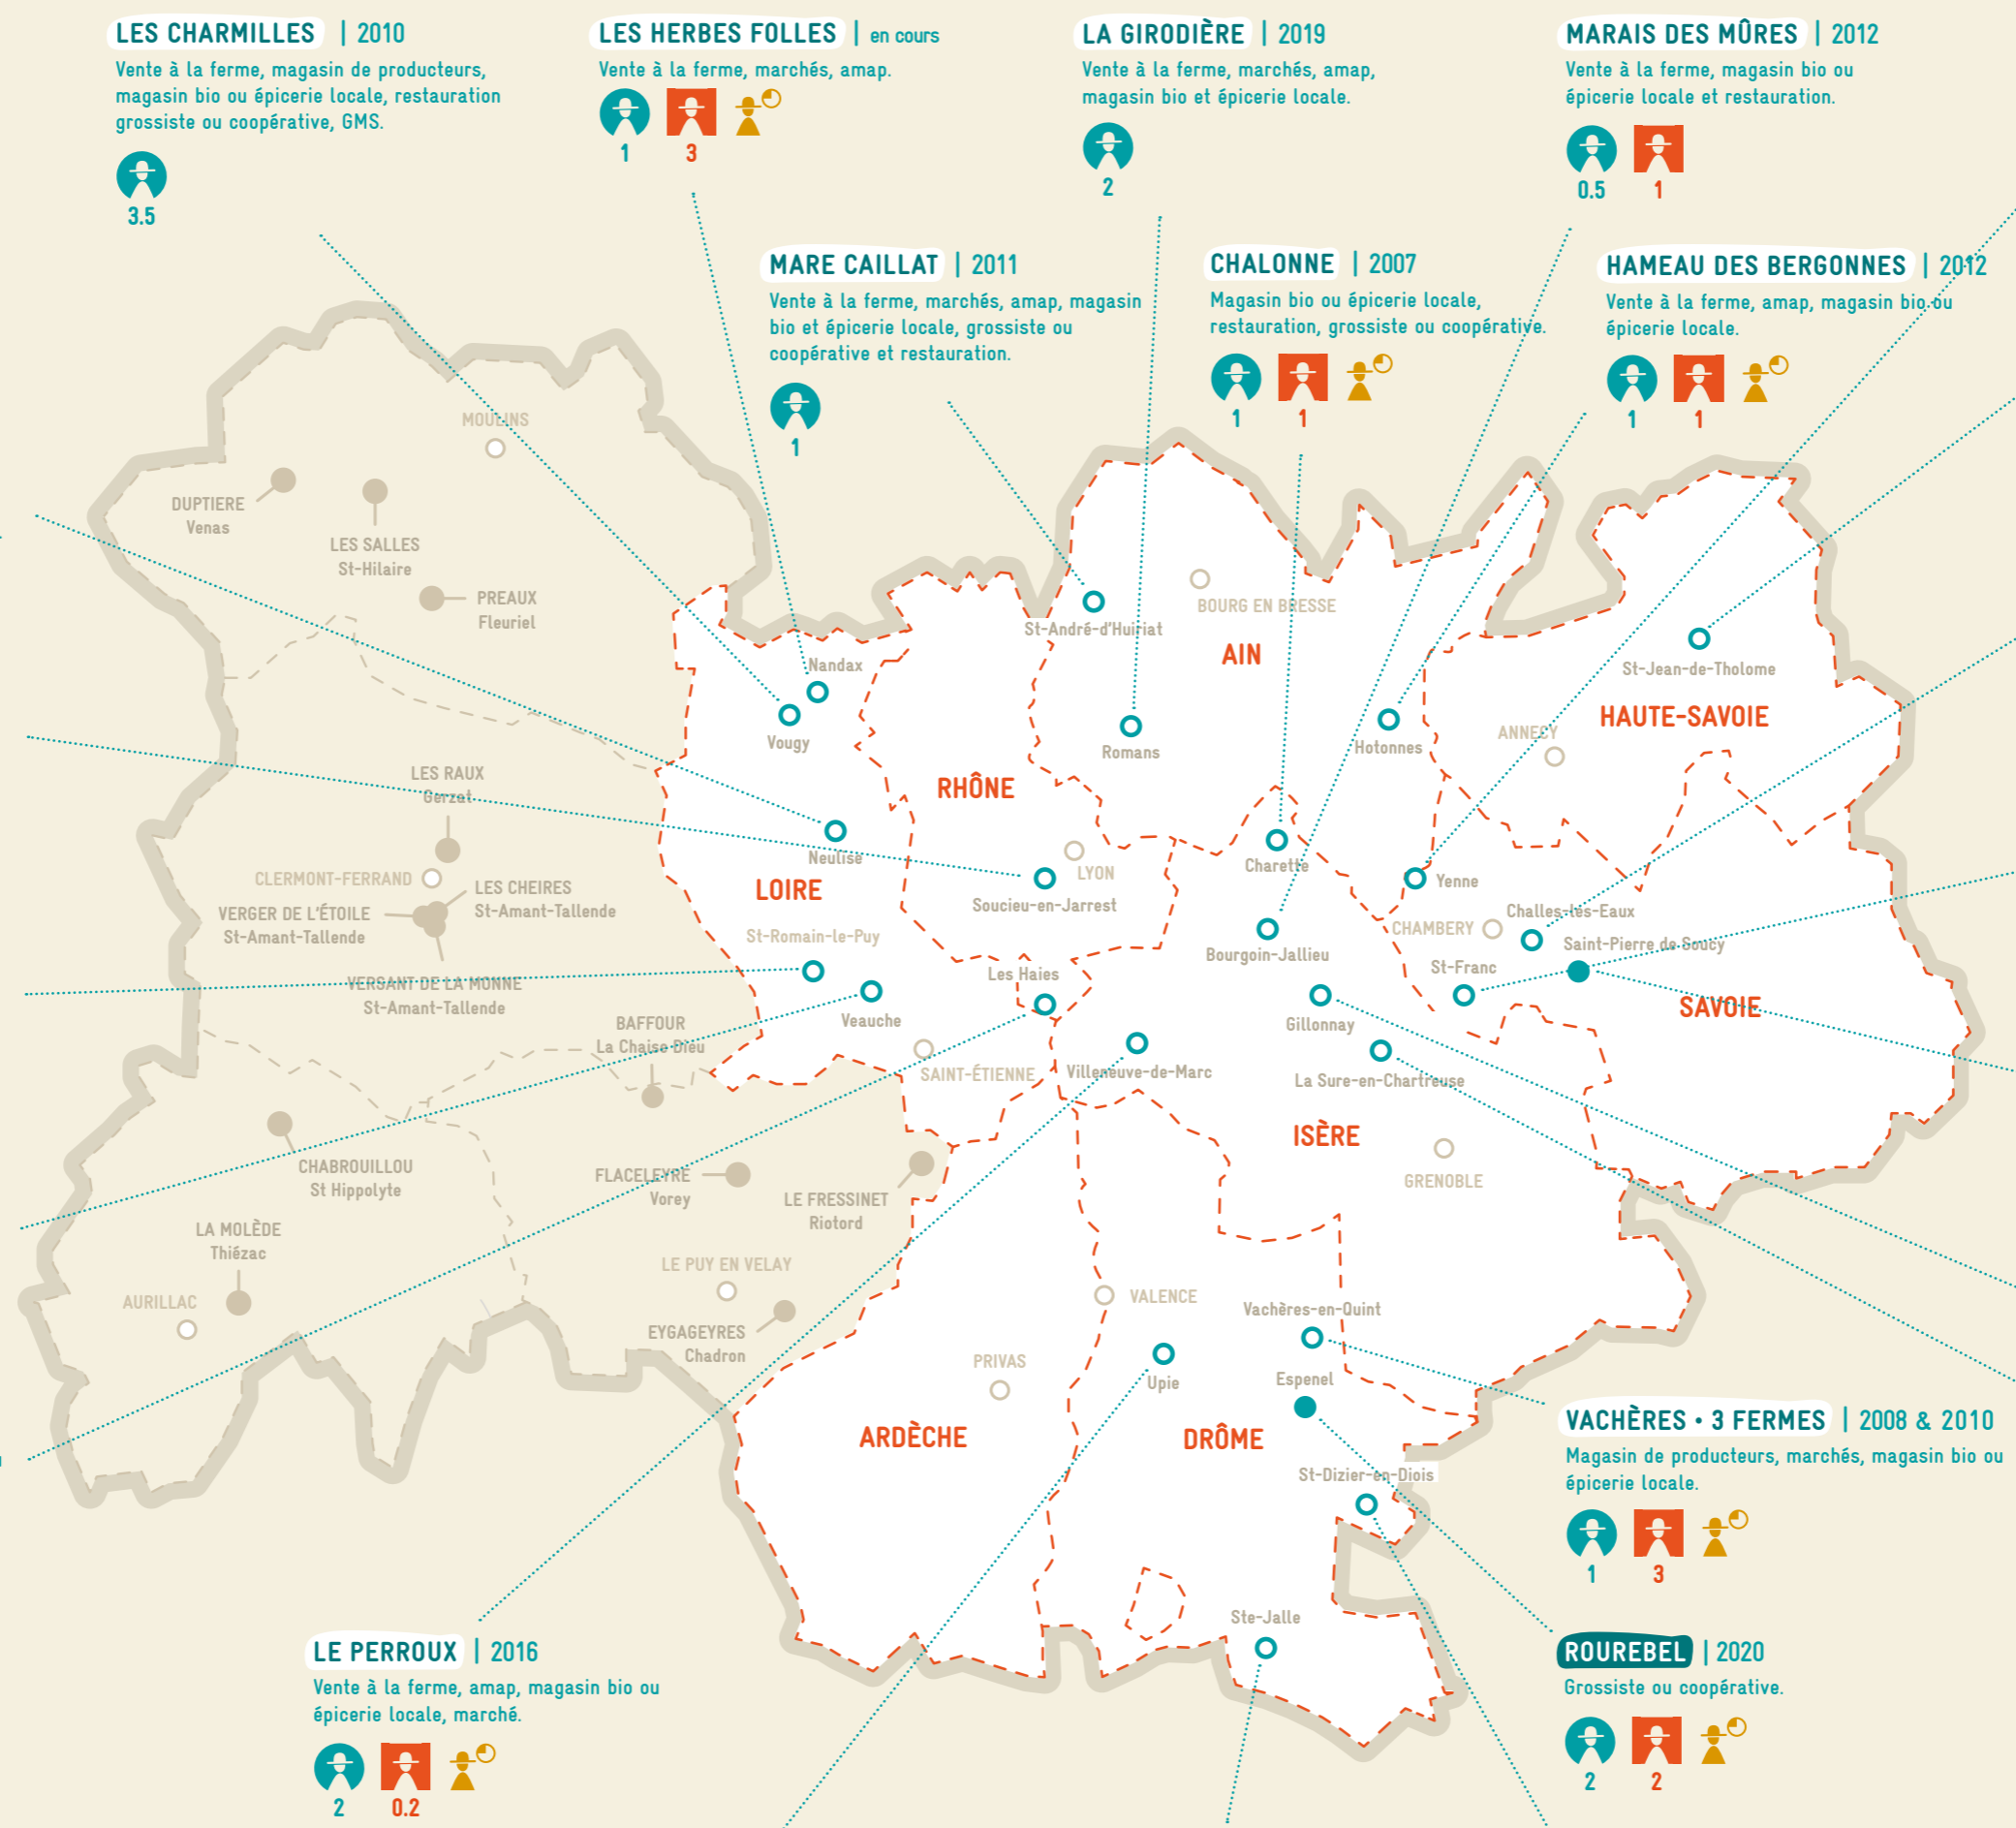 LES CHARMILLES | 2010
Vente à la ferme, magasin de producteurs,
magasin bio ou épicerie locale, restauration
grossiste ou coopérative, GMS.
3.5
LES HERBES FOLLES | en cours
Vente à la ferme, marchés, amap.
1 3
LA GIRODIÈRE | 2019
Vente à la ferme, marchés, amap,
magasin bio et épicerie locale.
2
MARAIS DES MÛRES | 2012
Vente à la ferme, magasin bio ou
épicerie locale et restauration.
0.5 1
MARE CAILLAT | 2011
Vente à la ferme, marchés, amap, magasin
bio et épicerie locale, grossiste ou
coopérative et restauration.
1
CHALONNE | 2007
Magasin bio ou épicerie locale,
restauration, grossiste ou coopérative.
1 1
HAMEAU DES BERGONNES | 2012
Vente à la ferme, amap, magasin bio ou
épicerie locale.
1 1
MOULINS
DUPTIERE
Venas
LES SALLES
St-Hilaire
PREAUX
Fleuriel
BOURG EN BRESSE
St-André-d'Huiriat
AIN
Nandax
Vougy
Romans
Hotonnes
St-Jean-de-Tholome
HAUTE-SAVOIE
ANNECY
LES RAUX
Gerzat
RHÔNE
Neulise
LYON
Charette
CLERMONT-FERRAND
LES CHEIRES
St-Amant-Tallende
VERGER DE L'ÉTOILE
St-Amant-Tallende
LOIRE
Soucieu-en-Jarrest
Yenne
Challes-les-Eaux
CHAMBERY
Saint-Pierre de Soucy
St-Romain-le-Puy
Bourgoin-Jallieu
St-Franc
VERSANT DE LA MONNE
St-Amant-Tallende
Les Haies
SAVOIE
Veauche
Gillonnay
BAFFOUR
La Chaise Dieu
SAINT-ÉTIENNE
Villeneuve-de-Marc
La Sure-en-Chartreuse
ISÈRE
CHABROUILLOU
St Hippolyte
FLACELEYRE
Vorey
LE FRESSINET
Riotord
GRENOBLE
LA MOLÈDE
Thiézac
LE PUY EN VELAY
AURILLAC
VALENCE
Vachères-en-Quint
EYGAGEYRES
Chadron
PRIVAS
Upie
Espenel
ARDÈCHE
DRÔME
St-Dizier-en-Diois
VACHÈRES • 3 FERMES | 2008 & 2010
Magasin de producteurs, marchés, magasin bio ou
épicerie locale.
1 3
Ste-Jalle
LE PERROUX | 2016
Vente à la ferme, amap, magasin bio ou
épicerie locale, marché.
2 0.2
ROUREBEL | 2020
Grossiste ou coopérative.
2 2